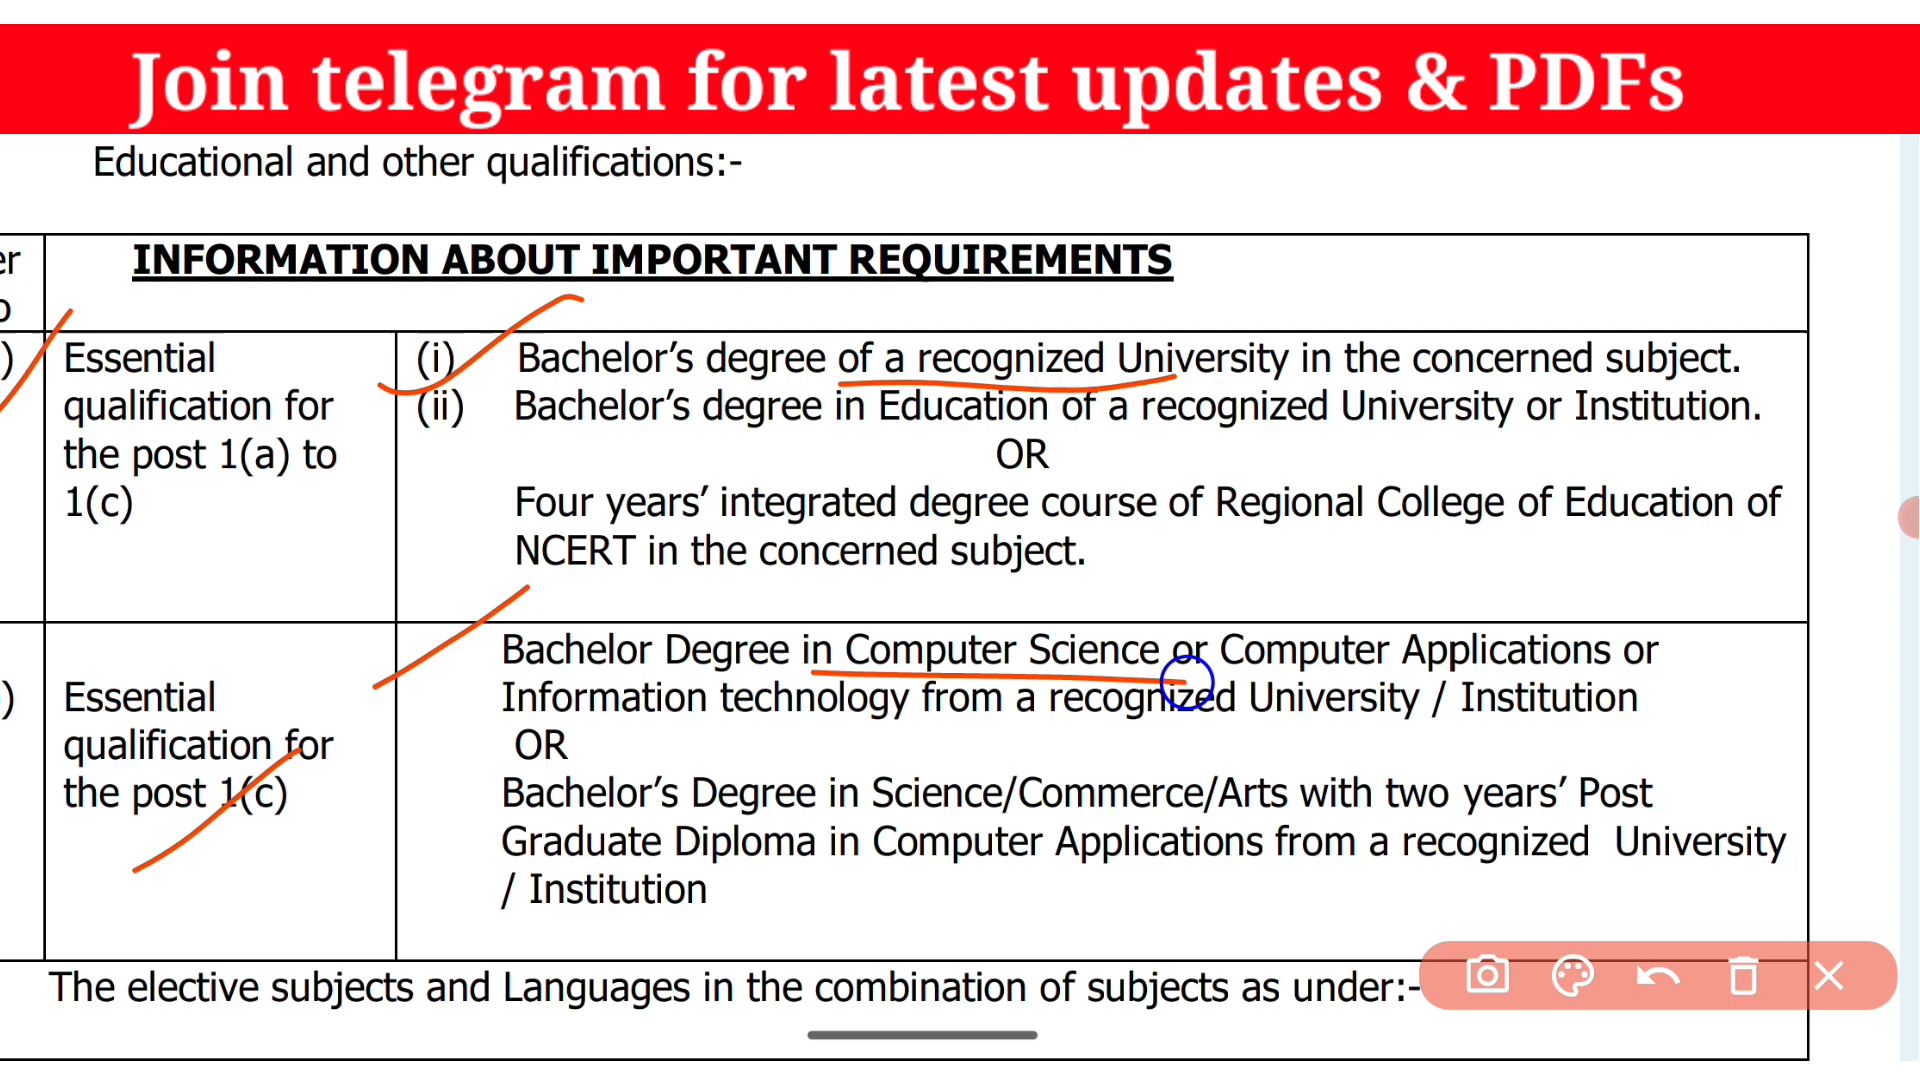 Join telegram for latest updates & PDFs
Educational and other qualifications:-
er
INFORMATION ABOUT IMPORTANT REQUIREMENTS
)
Essential
qualification for
the post 1(a) to
1(c)
(i) Bachelor’s degree of a recognized University in the concerned subject.
(ii) Bachelor’s degree in Education of a recognized University or Institution.
OR
Four years’ integrated degree course of Regional College of Education of
NCERT in the concerned subject.
)
Essential
qualification for
the post 1(c)
Bachelor Degree in Computer Science or Computer Applications or
Information technology from a recognized University / Institution
OR
Bachelor’s Degree in Science/Commerce/Arts with two years’ Post
Graduate Diploma in Computer Applications from a recognized University
/ Institution
The elective subjects and Languages in the combination of subjects as under:-